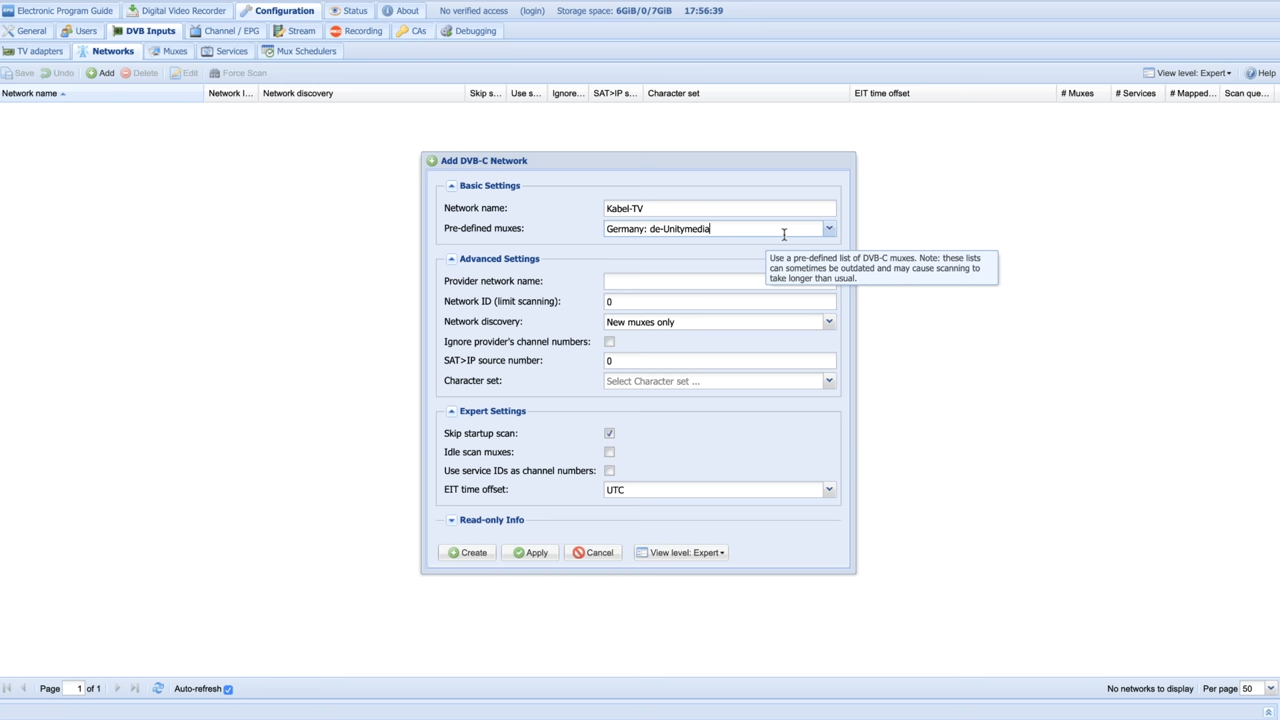 Electronic Program Guide Digital Video Recorder Configuration Status About No verified access (login) Storage space: 6GiB/0/7GiB 17:56:39
General Users DVB Inputs Channel / EPG Stream Recording CAs Debugging
TV adapters Networks Muxes Services Mux Schedulers
Save Undo Add Delete Edit Force Scan View level: Expert Help
Network name Network I... Network discovery Skip s... Use s... Ignore... SAT>IP s... Character set EIT time offset # Muxes # Services # Mapped... Scan que...
Add DVB-C Network
Basic Settings
Network name: Kabel-TV
Pre-defined muxes: Germany: de-Unitymedia
Use a pre-defined list of DVB-C muxes. Note: these lists
can sometimes be outdated and may cause scanning to
take longer than usual.
Advanced Settings
Provider network name:
Network ID (limit scanning): 0
Network discovery: New muxes only
Ignore provider's channel numbers:
SAT>IP source number: 0
Character set: Select Character set ...
Expert Settings
Skip startup scan:
Idle scan muxes:
Use service IDs as channel numbers:
EIT time offset: UTC
Read-only Info
Create Apply Cancel View level: Expert
Page 1 of 1 Auto-refresh No networks to display Per page 50